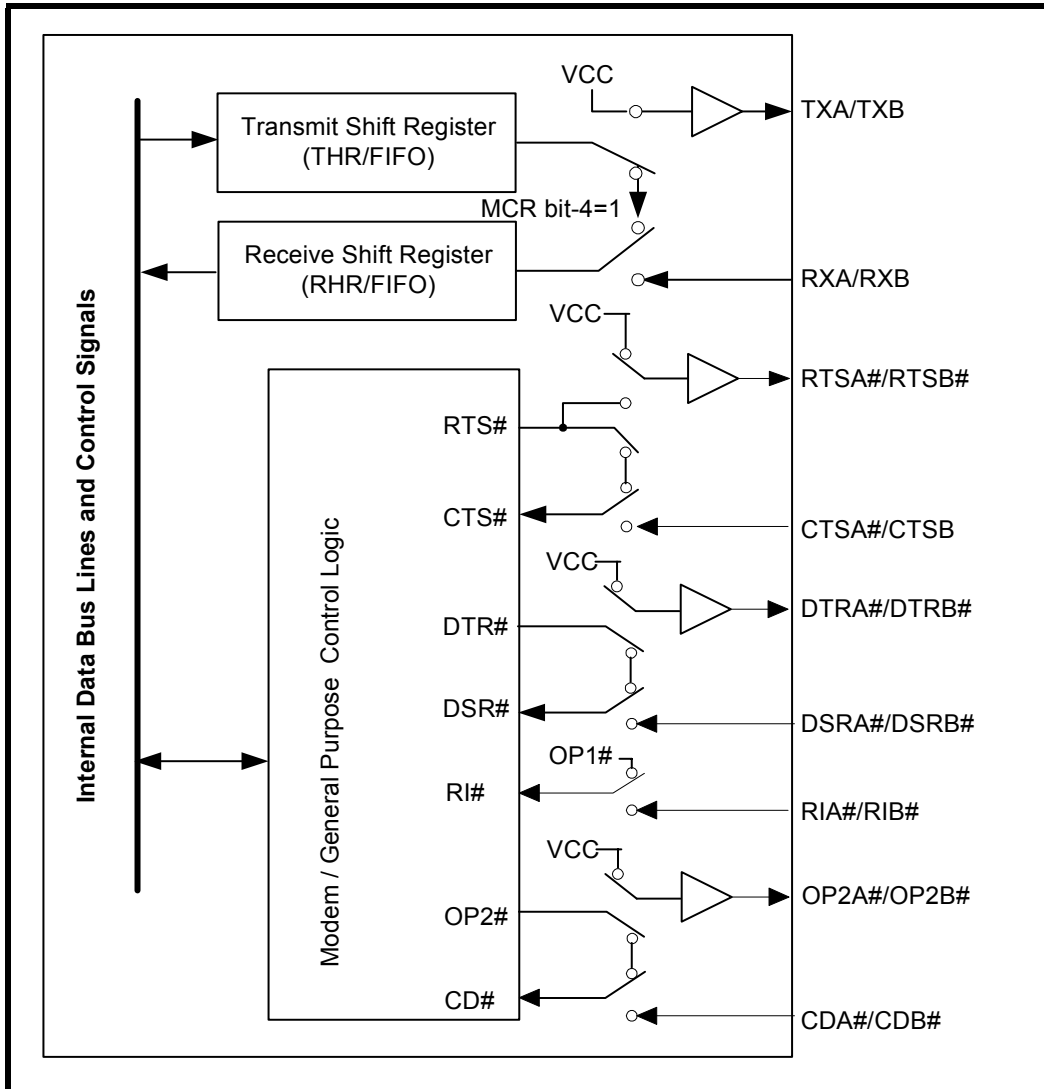 VCC
TXA/TXB
Transmit Shift Register
(THR/FIFO)
MCR bit-4=1
Receive Shift Register
(RHR/FIFO)
RXA/RXB
VCC
RTSA#/RTSB#
RTS#
CTS#
CTSA#/CTSB
VCC
DTRA#/DTRB#
DTR#
DSR#
DSRA#/DSRB#
OP1#
RI#
RIA#/RIB#
VCC
OP2A#/OP2B#
OP2#
CD#
CDA#/CDB#
Internal Data Bus Lines and Control Signals
Modem / General Purpose Control Logic